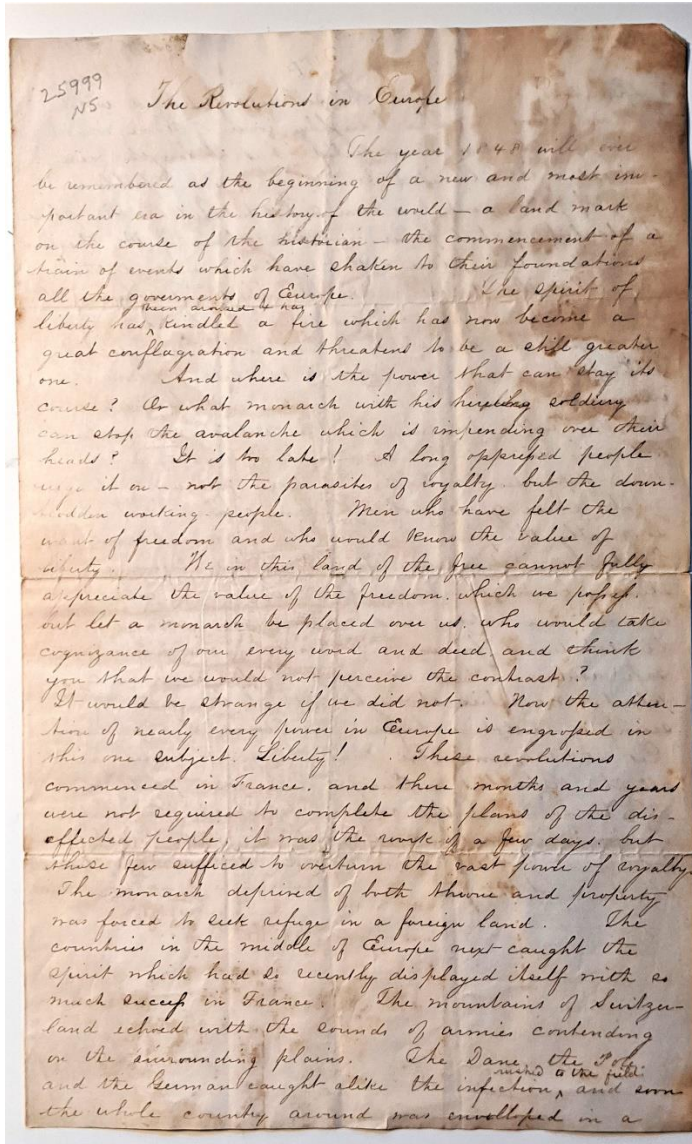 25999
NS
The Revolutions in Europe
The year 1848 will ever
be remembered as the beginning of a new and most im-
portant era in the history of the world — a land mark
on the course of the historian — the commencement of a
train of events which have shaken to their foundations
all the goverments of Europe. The spirit of
been aroused & has
liberty has ^ kindled a fire which has now become a
great conflagration and threatens to be a still greater
one. And where is the power that can stay its
course? Or what monarch with his hireling soldiery
can stop the avalanche which is impending over their
heads? It is too late! A long oppressed people
urge it on — not the parasites of royalty but the down-
trodden working people. Men who have felt the
want of freedom and who would know the value of
liberty. We in this land of the free cannot fully
appreciate the value of the freedom which we possess.
but let a monarch be placed over us, who would take
cognizance of our every word and deed, and think
you that we would not perceive the contrast?
It would be strange if we did not. Now the atten-
tion of nearly every power in Europe is engrossed in
this one subject. Liberty! These revolutions
commenced in France, and there months and years
were not required to complete the plans of the dis-
effected people, it was the work of a few days, but
these few sufficed to overturn the vast power of royalty.
The monarch deprived of both throne and property
was forced to seek refuge in a foreign land. The
countries in the middle of Europe next caught the
spirit which had so recently displayed itself with so
much success in France. The mountains of Switzer-
land echoed with the sounds of armies contending
on the surrounding plains. The Dane, the Pole
rushed to the field
and the German caught alike the infection ^ and soon
the whole country around was envelloped in a